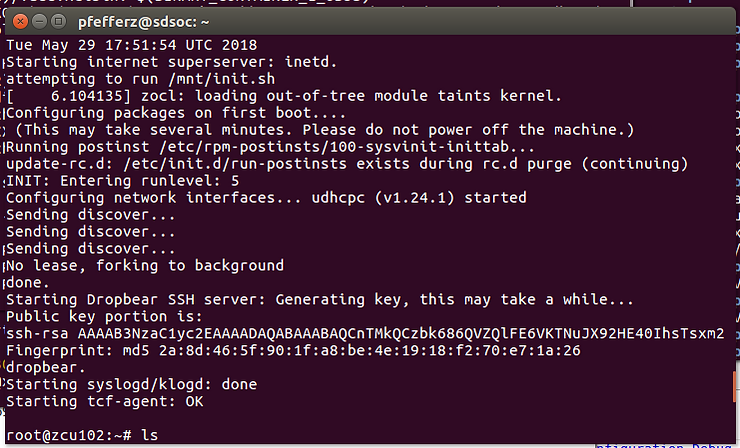 pfefferz@sdsoc: ~
Tue May 29 17:51:54 UTC 2018
Starting internet superserver: inetd.
attempting to run /mnt/init.sh
[    6.104135] zocl: loading out-of-tree module taints kernel.
Configuring packages on first boot....
 (This may take several minutes. Please do not power off the machine.)
Running postinst /etc/rpm-postinsts/100-sysvinit-inittab...
update-rc.d: /etc/init.d/run-postinsts exists during rc.d purge (continuing)
INIT: Entering runlevel: 5
Configuring network interfaces... udhcpc (v1.24.1) started
Sending discover...
Sending discover...
Sending discover...
No lease, forking to background
done.
Starting Dropbear SSH server: Generating key, this may take a while...
Public key portion is:
ssh-rsa AAAAB3NzaC1yc2EAAAADAQABAAABAQCnTMkQCzbk686QVZQlFE6VKTNuJX92HE40IhsTsxm2
Fingerprint: md5 2a:8d:46:5f:90:1f:a8:be:4e:19:18:f2:70:e7:1a:26
dropbear.
Starting syslogd/klogd: done
Starting tcf-agent: OK
root@zcu102:~# ls